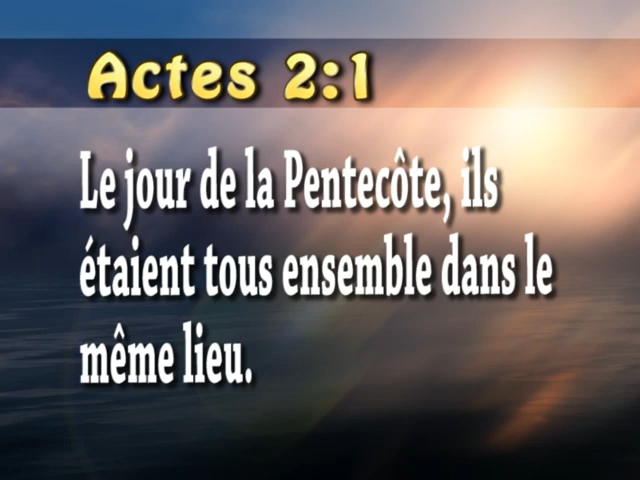 Actes 2:1
Le jour de la Pentecôte, ils
étaient tous ensemble dans le
même lieu.